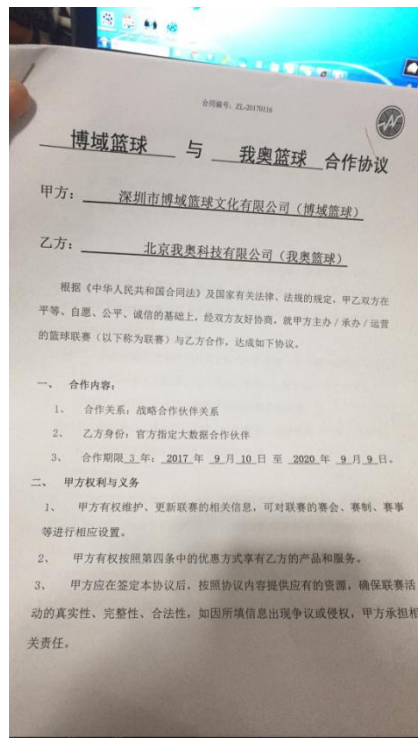 合同编号：ZL-20170116
博域篮球 与 我奥篮球 合作协议
甲方：深圳市博域篮球文化有限公司（博域篮球）
乙方：北京我奥科技有限公司（我奥篮球）
根据《中华人民共和国合同法》及国家有关法律、法规的规定，甲乙双方在
平等、自愿、公平、诚信的基础上，经双方友好协商，就甲方主办/承办/运营
的篮球联赛（以下称为联赛）与乙方合作，达成如下协议。
一、 合作内容：
1、 合作关系：战略合作伙伴关系
2、 乙方身份：官方指定大数据合作伙伴
3、 合作期限 3 年：2017 年 9 月 10 日 至 2020 年 9 月 9 日。
二、 甲方权利与义务
1、 甲方有权维护、更新联赛的相关信息，可对联赛的赛会、赛制、赛事
等进行相应设置。
2、 甲方有权按照第四条中的优惠方式享有乙方的产品和服务。
3、 甲方应在签定本协议后，按照协议内容提供应有的资源，确保联赛活
动的真实性、完整性、合法性，如因所填信息出现争议或侵权，甲方承担相
关责任。